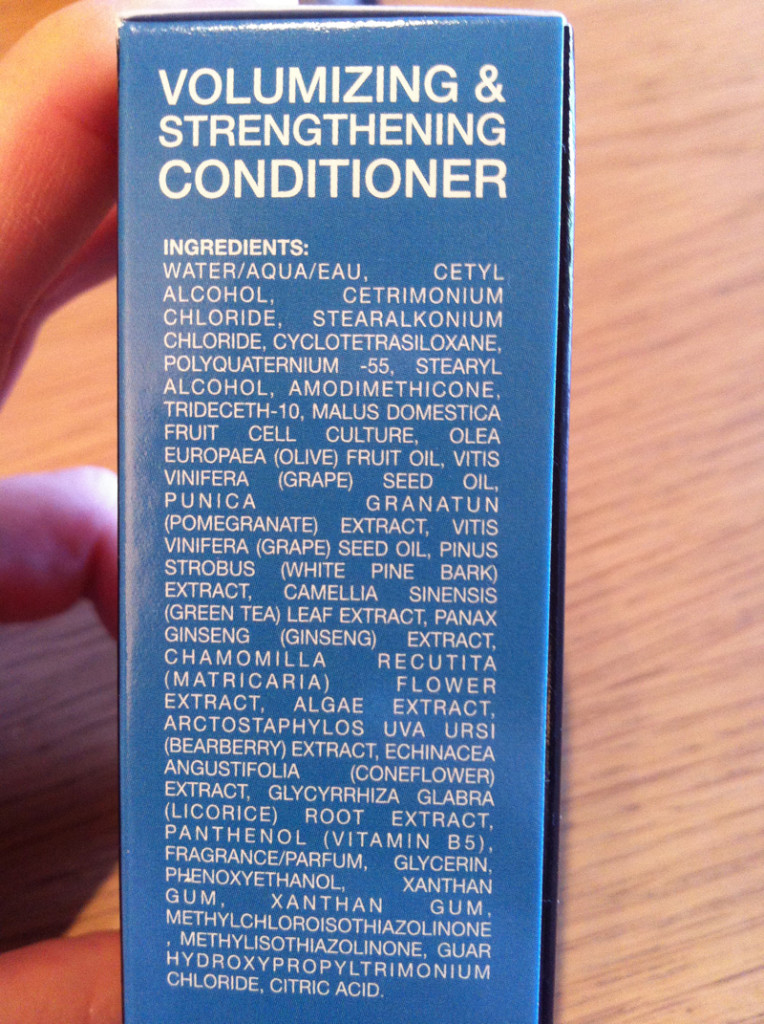 VOLUMIZING &
STRENGTHENING
CONDITIONER
INGREDIENTS:
WATER/AQUA/EAU, CETYL
ALCOHOL, CETRIMONIUM
CHLORIDE, STEARALKONIUM
CHLORIDE, CYCLOTETRASILOXANE,
POLYQUATERNIUM -55, STEARYL
ALCOHOL, AMODIMETHICONE,
TRIDECETH-10, MALUS DOMESTICA
FRUIT CELL CULTURE, OLEA
EUROPAEA (OLIVE) FRUIT OIL, VITIS
VINIFERA (GRAPE) SEED OIL,
PUNICA GRANATUN
(POMEGRANATE) EXTRACT, VITIS
VINIFERA (GRAPE) SEED OIL, PINUS
STROBUS (WHITE PINE BARK)
EXTRACT, CAMELLIA SINENSIS
(GREEN TEA) LEAF EXTRACT, PANAX
GINSENG (GINSENG) EXTRACT,
CHAMOMILLA RECUTITA
(MATRICARIA) FLOWER
EXTRACT, ALGAE EXTRACT,
ARCTOSTAPHYLOS UVA URSI
(BEARBERRY) EXTRACT, ECHINACEA
ANGUSTIFOLIA (CONEFLOWER)
EXTRACT, GLYCYRRHIZA GLABRA
(LICORICE) ROOT EXTRACT,
PANTHENOL (VITAMIN B5),
FRAGRANCE/PARFUM, GLYCERIN,
PHENOXYETHANOL, XANTHAN
GUM, XANTHAN GUM,
METHYLCHLOROISOTHIAZOLINONE
, METHYLISOTHIAZOLINONE, GUAR
HYDROXYPROPYLTRIMONIUM
CHLORIDE, CITRIC ACID.